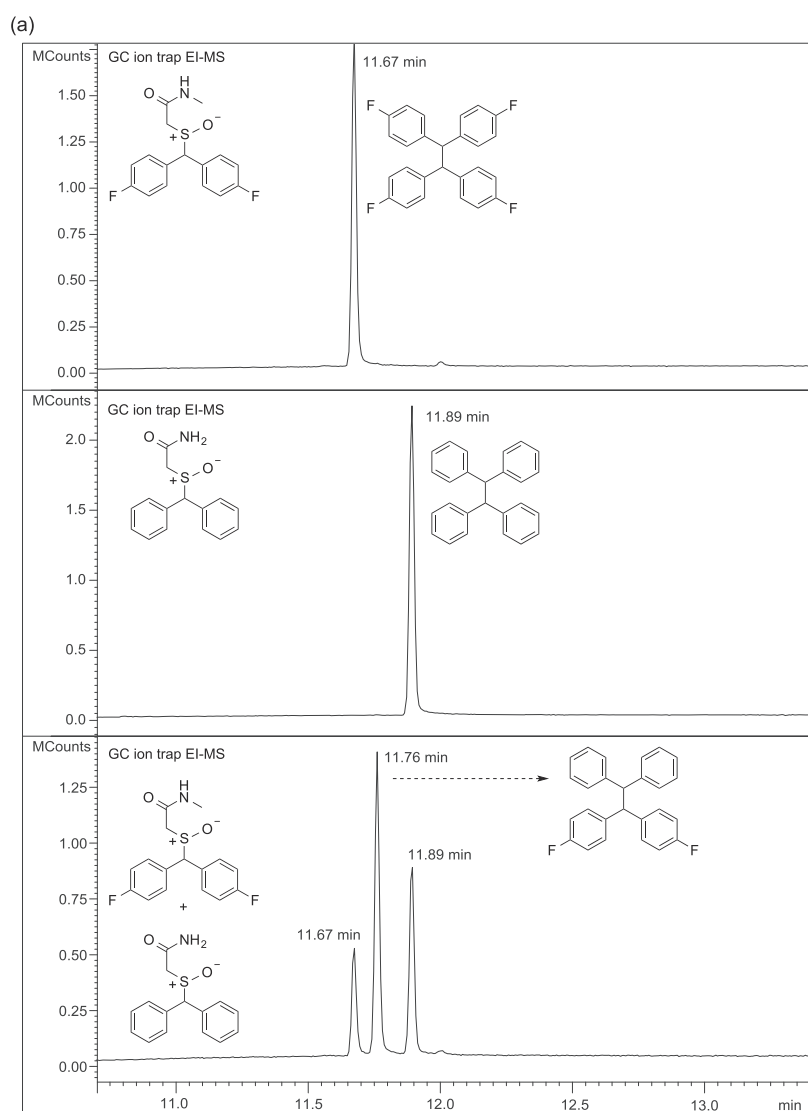 (a)
MCounts
GC ion trap EI-MS
11.67 min
H
O
N
O
−
S
+
F
F
F
F
F
F
1.50
1.25
1.00
0.75
0.50
0.25
0.00
MCounts
GC ion trap EI-MS
11.89 min
O
NH2
O
−
S
+
2.0
1.5
1.0
0.5
0.0
MCounts
GC ion trap EI-MS
11.76 min
H
O
N
O
−
S
+
F
F
F
F
+
11.89 min
11.67 min
O
NH2
O
−
S
+
1.25
1.00
0.75
0.50
0.25
0.00
11.0 11.5 12.0 12.5 13.0 min